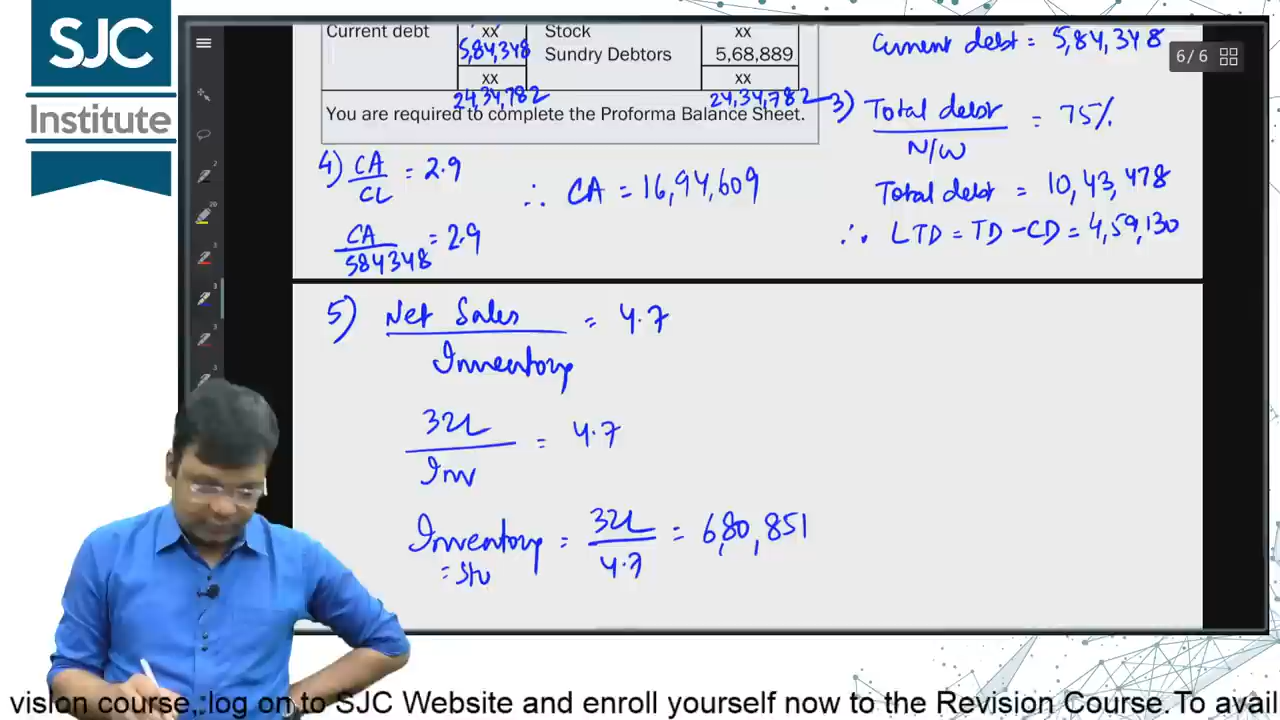 SJC
Institute
6/6
Current debt xx Stock xx
5,84,348 Sundry Debtors 5,68,889
xx xx
24,34,782 24,34,782
You are required to complete the Proforma Balance Sheet.
Current debt = 5,84,348
3) Total debt / N/W = 75%
Total debt = 10,43,478
∴ LTD = TD - CD = 4,59,130
4) CA / CL = 2.9
∴ CA = 16,94,609
CA / 584348 = 2.9
5) Net Sales / Inventory = 4.7
32L / Inv = 4.7
Inventory = 32L / 4.7 = 6,80,851
= Sto
vision course, log on to SJC Website and enroll yourself now to the Revision Course.To avail